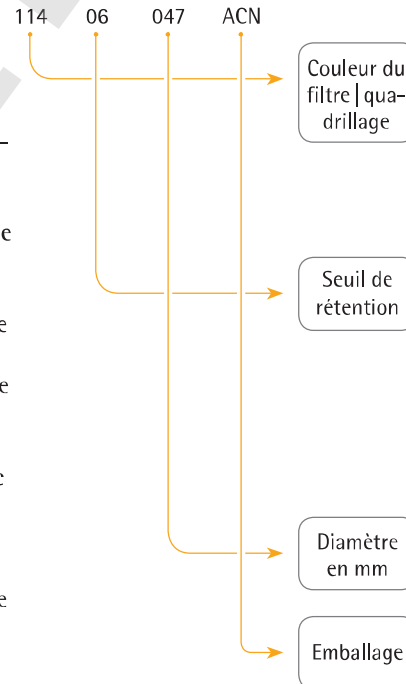 114 06 047 ACN
Couleur du
filtre | qua-
drillage
e
Seuil de
rétention
e
e
c
Diamètre
en mm
e
Emballage